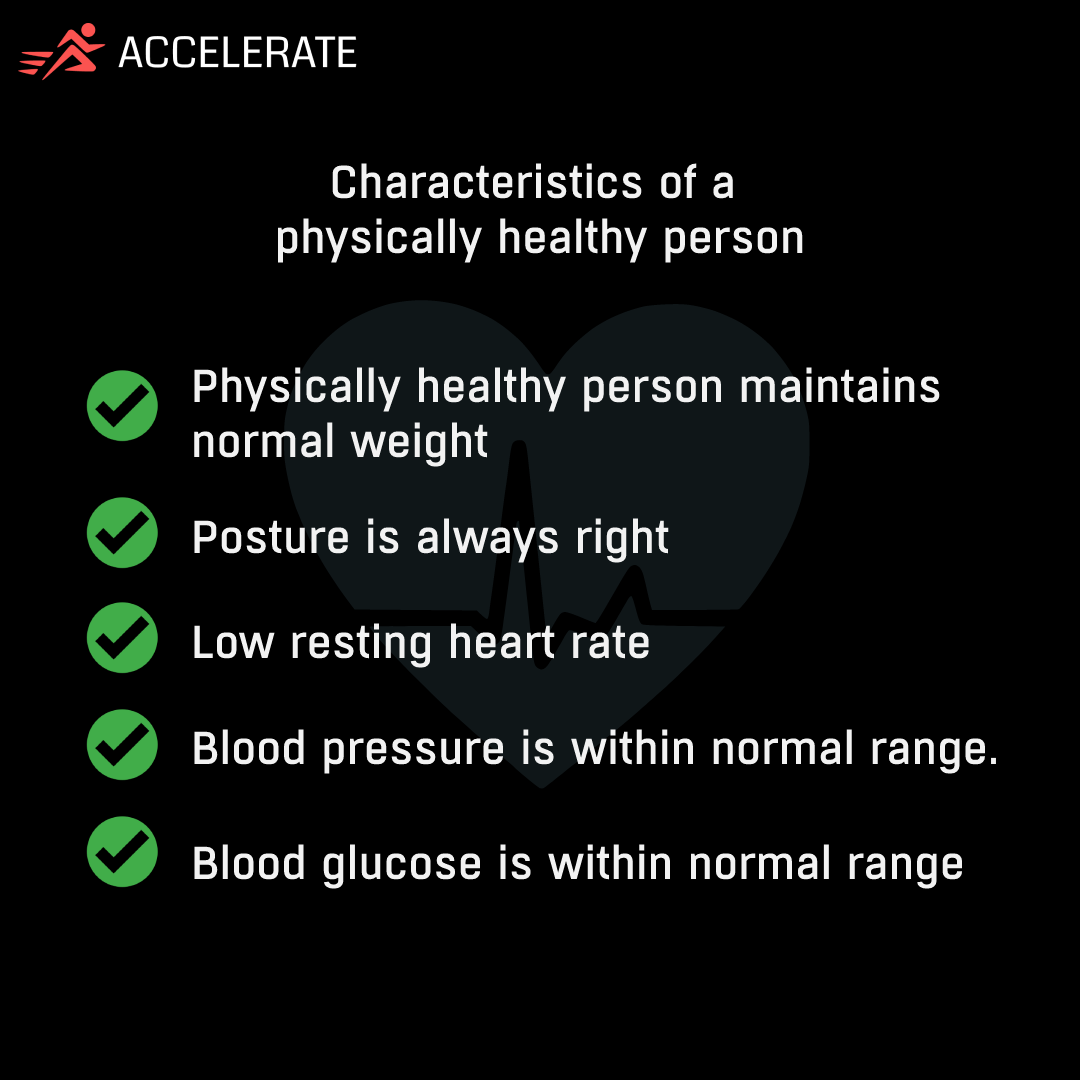 ACCELERATE
Characteristics of a
physically healthy person
Physically healthy person maintains
normal weight
Posture is always right
Low resting heart rate
Blood pressure is within normal range.
Blood glucose is within normal range